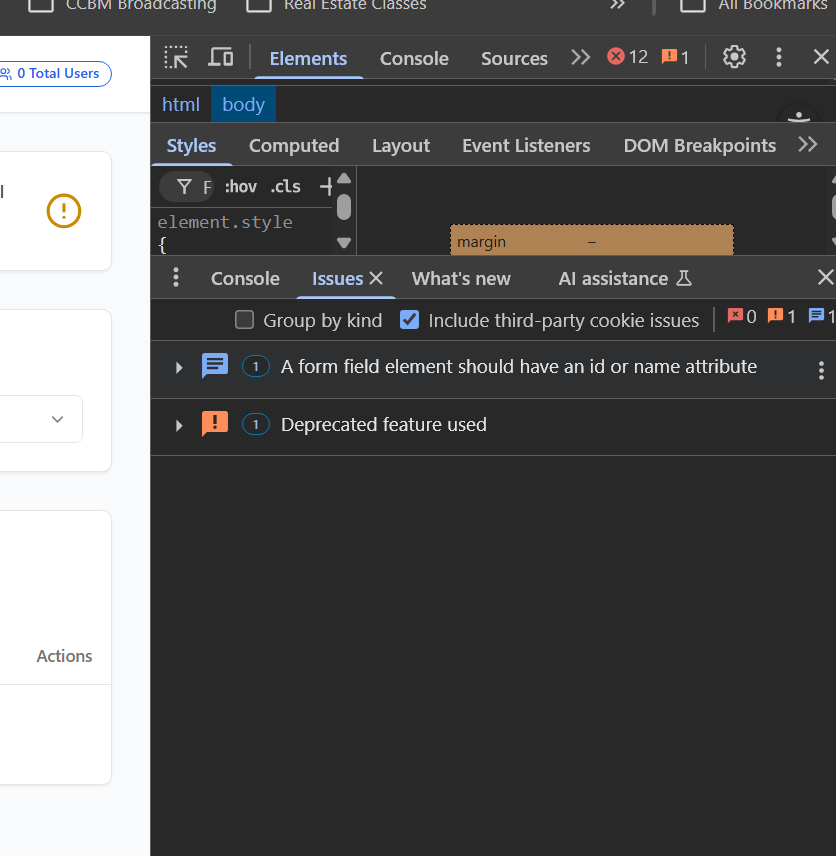 CCBM Broadcasting Real Estate Classes » All Bookmarks
0 Total Users
Elements Console Sources » 12 1
html body
Styles Computed Layout Event Listeners DOM Breakpoints »
F :hov .cls +
element.style
{
margin –
Console Issues What's new AI assistance
Group by kind Include third-party cookie issues 0 1 1
1 A form field element should have an id or name attribute
1 Deprecated feature used
Actions